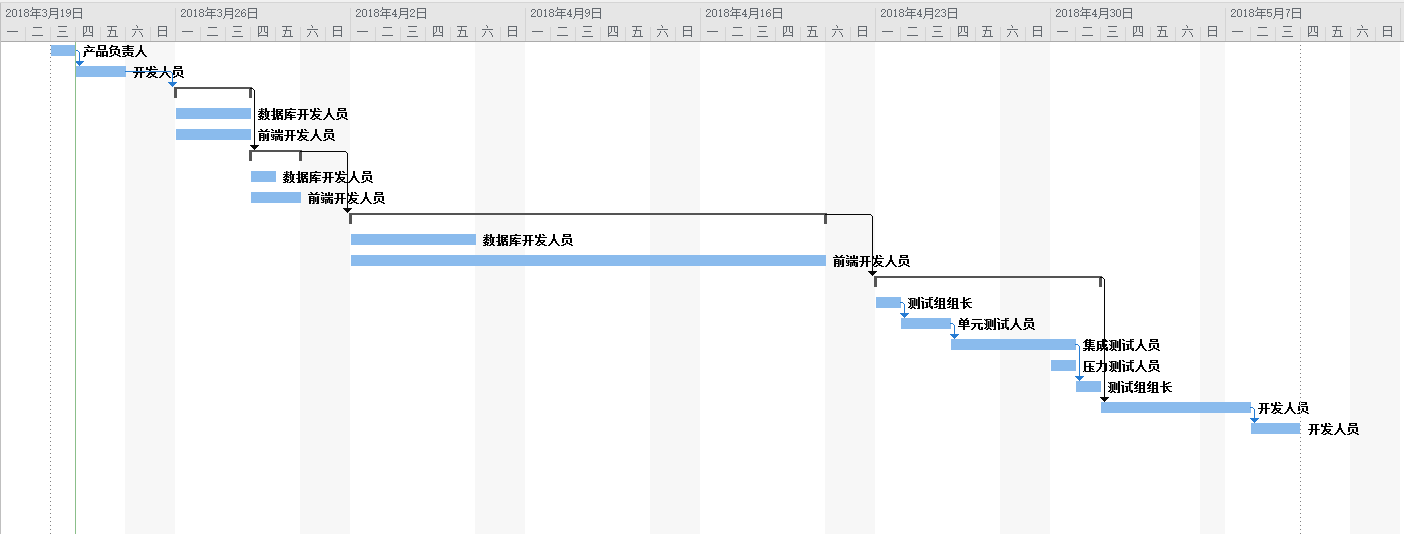 2018年3月19日 2018年3月26日 2018年4月2日 2018年4月9日 2018年4月16日 2018年4月23日 2018年4月30日 2018年5月7日
一 二 三 四 五 六 日 一 二 三 四 五 六 日 一 二 三 四 五 六 日 一 二 三 四 五 六 日 一 二 三 四 五 六 日 一 二 三 四 五 六 日 一 二 三 四 五 六 日 一 二 三 四 五 六 日
产品负责人
开发人员
数据库开发人员
前端开发人员
数据库开发人员
前端开发人员
数据库开发人员
前端开发人员
测试组组长
单元测试人员
集成测试人员
压力测试人员
测试组组长
开发人员
开发人员